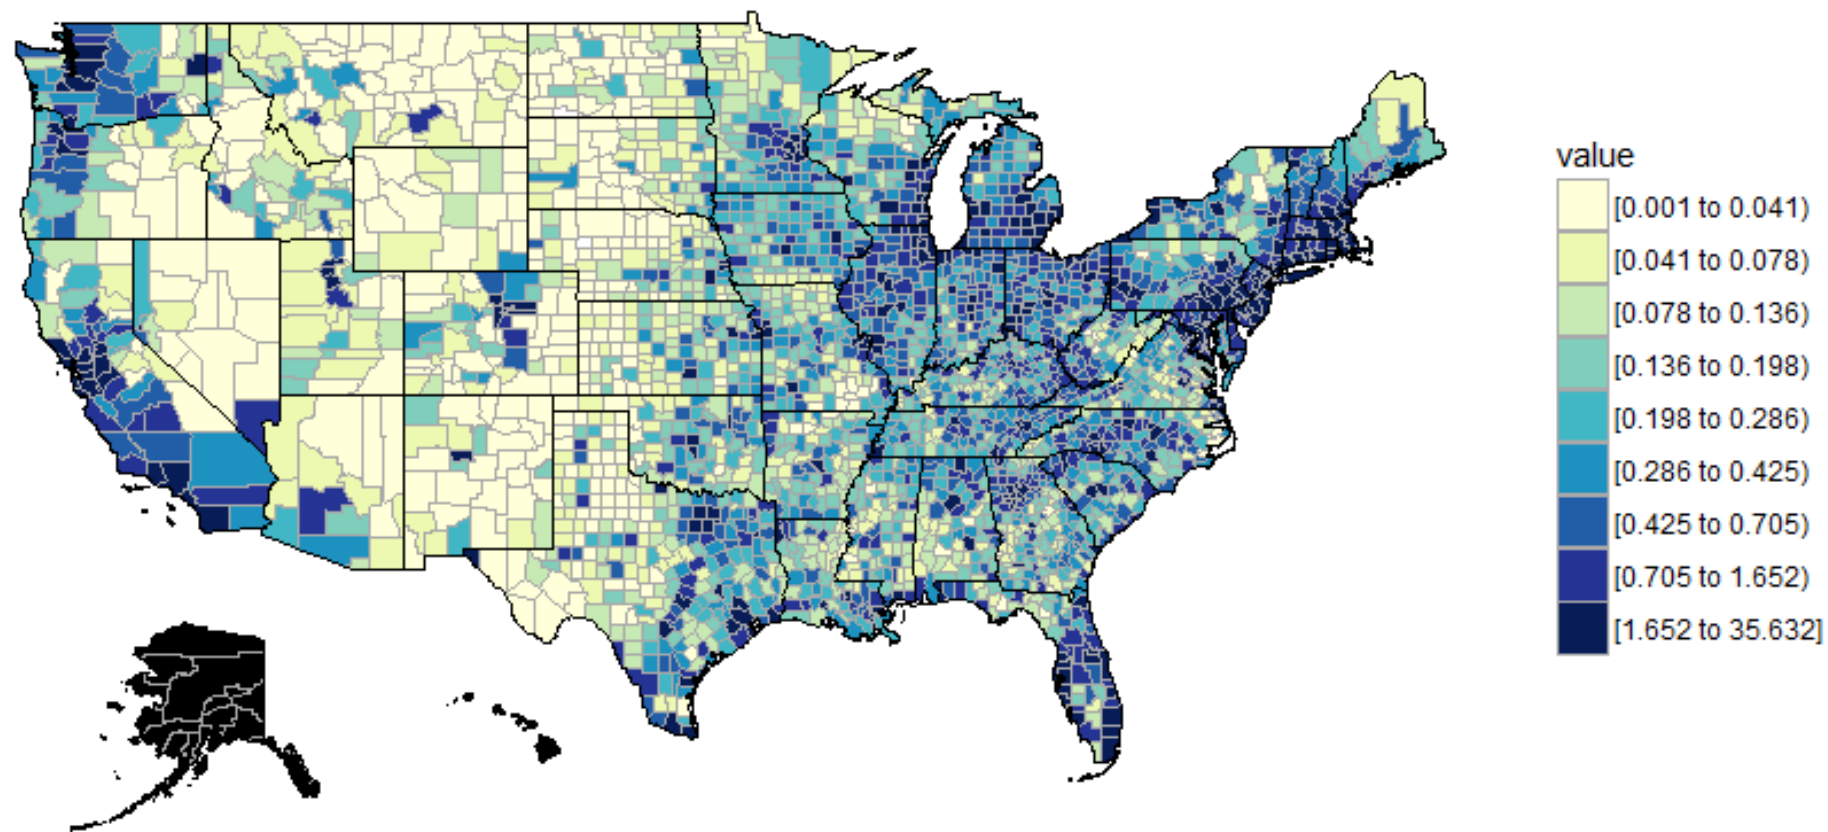 value
[0.001 to 0.041)
[0.041 to 0.078)
[0.078 to 0.136)
[0.136 to 0.198)
[0.198 to 0.286)
[0.286 to 0.425)
[0.425 to 0.705)
[0.705 to 1.652)
[1.652 to 35.632]